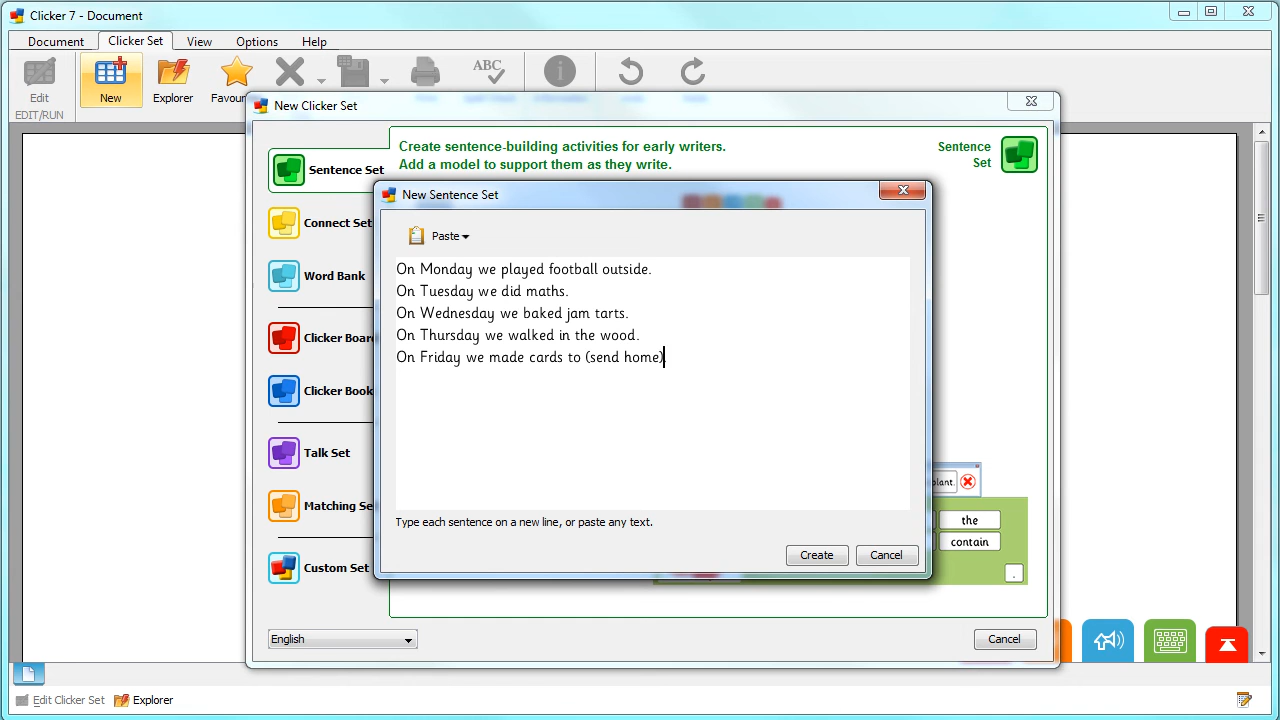 Clicker 7 - Document
Document Clicker Set View Options Help
ABC
Edit New Explorer Favou
EDIT/RUN
New Clicker Set
Create sentence-building activities for early writers.
Add a model to support them as they write.
Sentence
Set
Sentence Set
Connect Set
Word Bank
Clicker Boar
Clicker Book
Talk Set
Matching Se
Custom Set
New Sentence Set
Paste
On Monday we played football outside.
On Tuesday we did maths.
On Wednesday we baked jam tarts.
On Thursday we walked in the wood.
On Friday we made cards to (send home).
Type each sentence on a new line, or paste any text.
Create Cancel
plant.
the
contain
.
English
Cancel
Edit Clicker Set Explorer